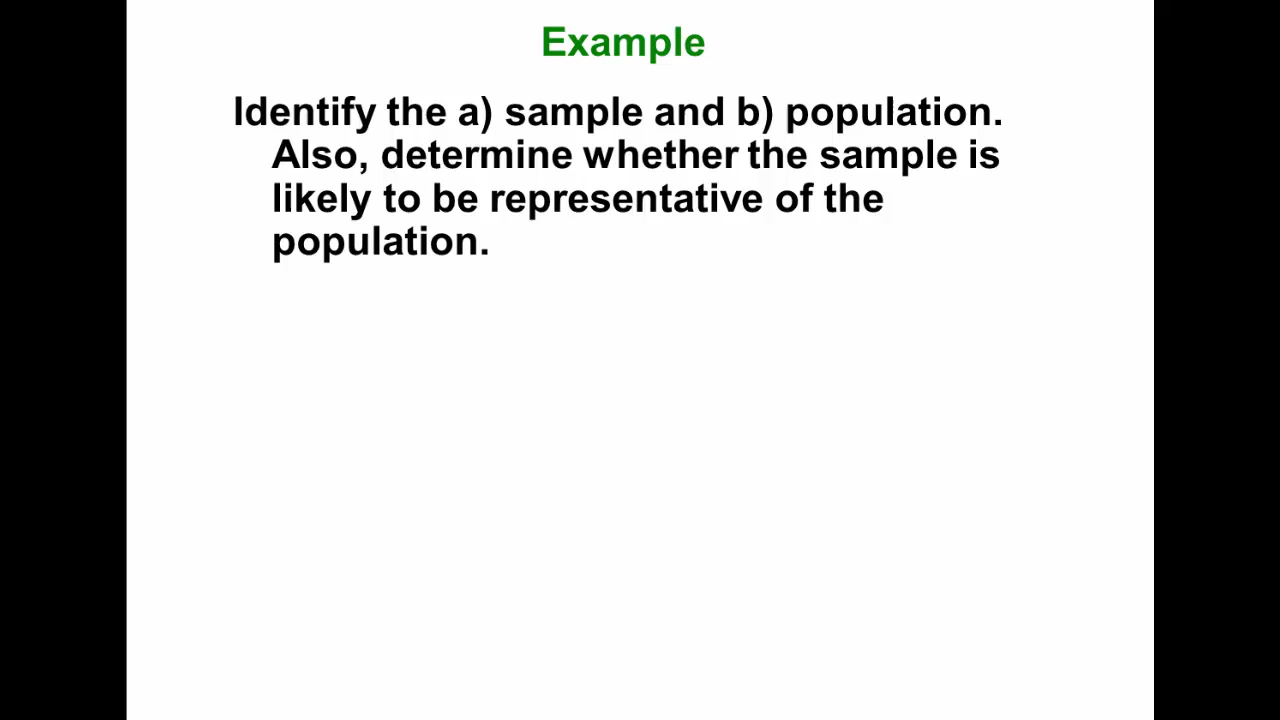 Example
Identify the a) sample and b) population.
Also, determine whether the sample is
likely to be representative of the
population.